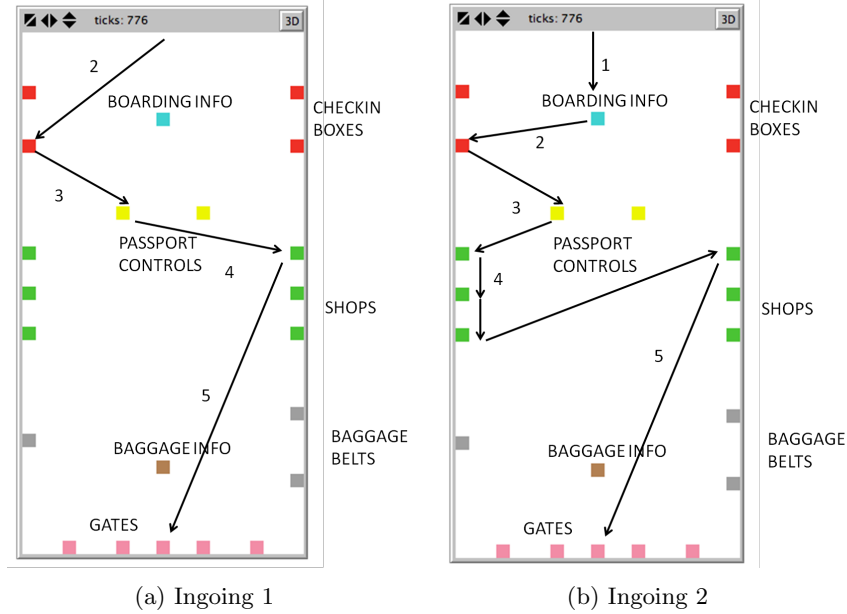 ticks: 776
3D
2
BOARDING INFO
CHECKIN
BOXES
3
PASSPORT
CONTROLS
4
SHOPS
5
BAGGAGE INFO
BAGGAGE
BELTS
GATES
(a) Ingoing 1
ticks: 776
3D
1
BOARDING INFO
CHECKIN
BOXES
2
3
PASSPORT
CONTROLS
4
SHOPS
5
BAGGAGE INFO
BAGGAGE
BELTS
GATES
(b) Ingoing 2